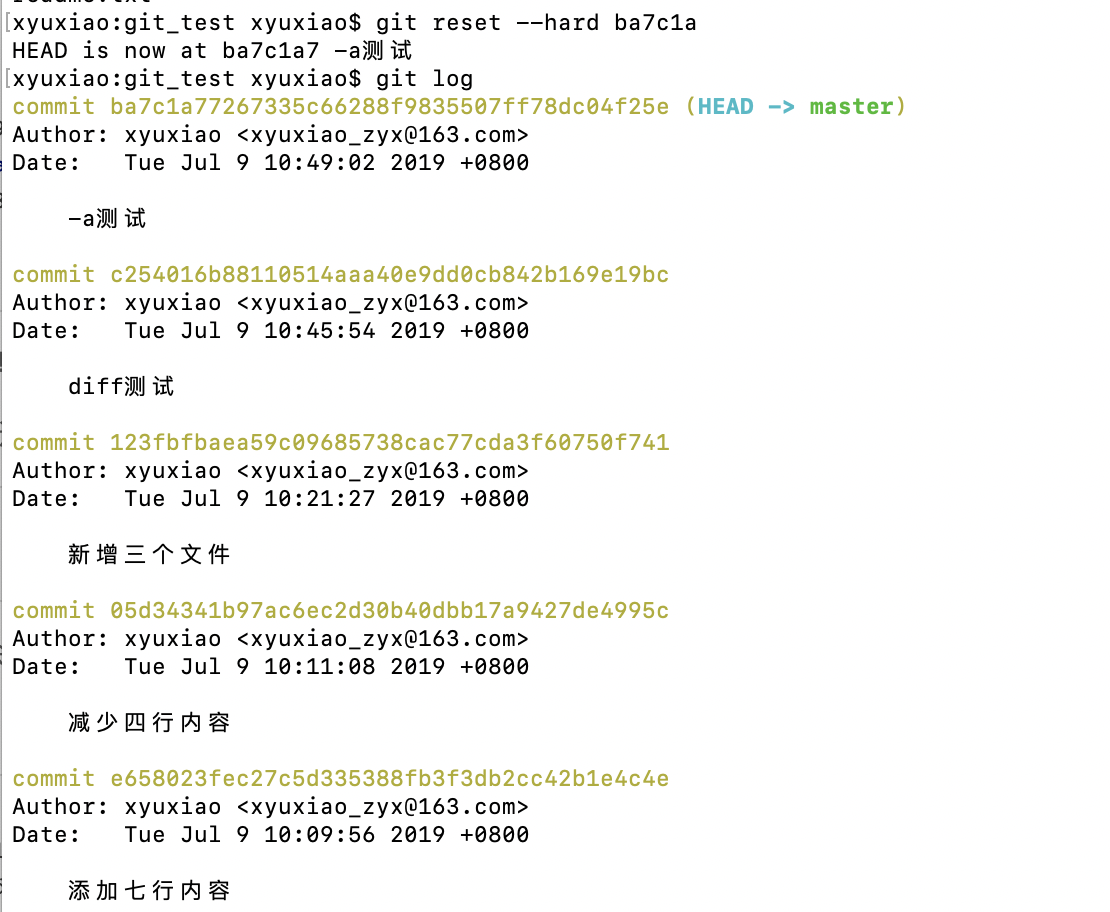 xyuxiao:git_test xyuxiao$ git reset --hard ba7c1a
HEAD is now at ba7c1a7 -a测试
xyuxiao:git_test xyuxiao$ git log
commit ba7c1a77267335c66288f9835507ff78dc04f25e (HEAD -> master)
Author: xyuxiao <xyuxiao_zyx@163.com>
Date:   Tue Jul 9 10:49:02 2019 +0800
-a测试
commit c254016b88110514aaa40e9dd0cb842b169e19bc
Author: xyuxiao <xyuxiao_zyx@163.com>
Date:   Tue Jul 9 10:45:54 2019 +0800
diff测试
commit 123fbfbaea59c09685738cac77cda3f60750f741
Author: xyuxiao <xyuxiao_zyx@163.com>
Date:   Tue Jul 9 10:21:27 2019 +0800
新增三个文件
commit 05d34341b97ac6ec2d30b40dbb17a9427de4995c
Author: xyuxiao <xyuxiao_zyx@163.com>
Date:   Tue Jul 9 10:11:08 2019 +0800
减少四行内容
commit e658023fec27c5d335388fb3f3db2cc42b1e4c4e
Author: xyuxiao <xyuxiao_zyx@163.com>
Date:   Tue Jul 9 10:09:56 2019 +0800
添加七行内容